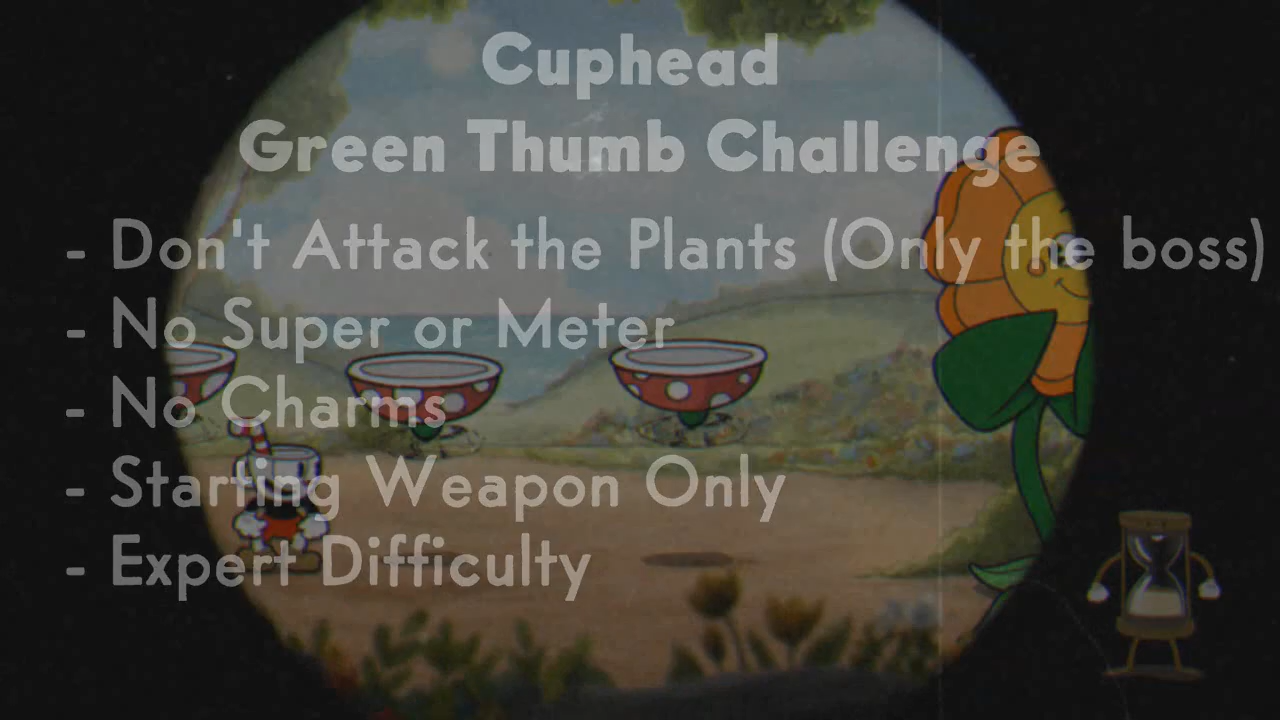 Cuphead
Green Thumb Challenge
- Don't Attack the Plants (Only the boss)
- No Super or Meter
- No Charms
- Starting Weapon Only
- Expert Difficulty